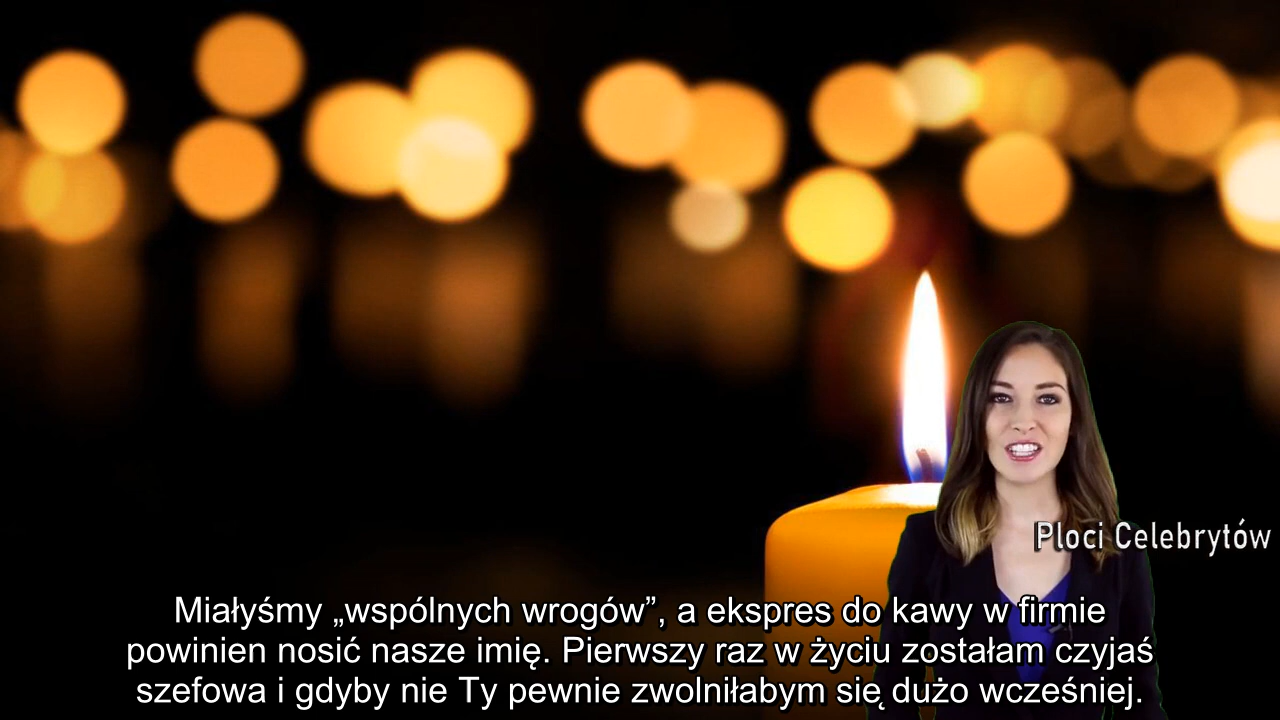 Ploci Celebrytów
Miałyśmy „wspólnych wrogów”, a ekspres do kawy w firmie
powinien nosić nasze imię. Pierwszy raz w życiu zostałam czyjaś
szefowa i gdyby nie Ty pewnie zwolniłabym się dużo wcześniej.